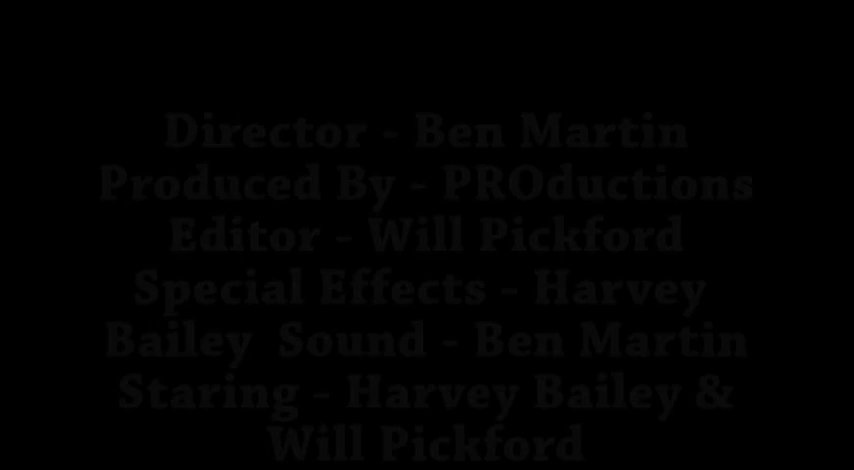 Director - Ben Martin
Produced By - PROductions
Editor - Will Pickford
Special Effects - Harvey
Bailey  Sound - Ben Martin
Staring - Harvey Bailey &
Will Pickford